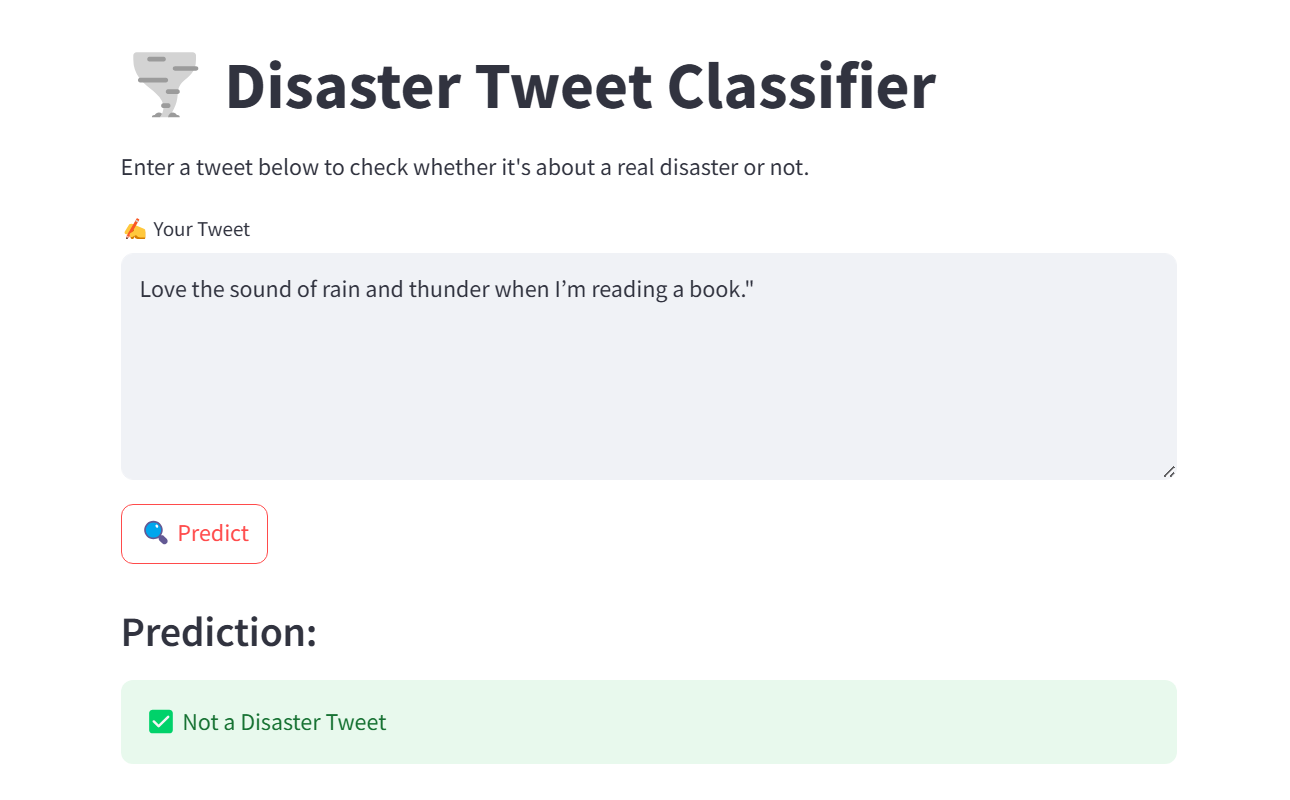 Disaster Tweet Classifier
Enter a tweet below to check whether it's about a real disaster or not.
✍️ Your Tweet
Love the sound of rain and thunder when I’m reading a book."
🔍 Predict
Prediction:
✅ Not a Disaster Tweet